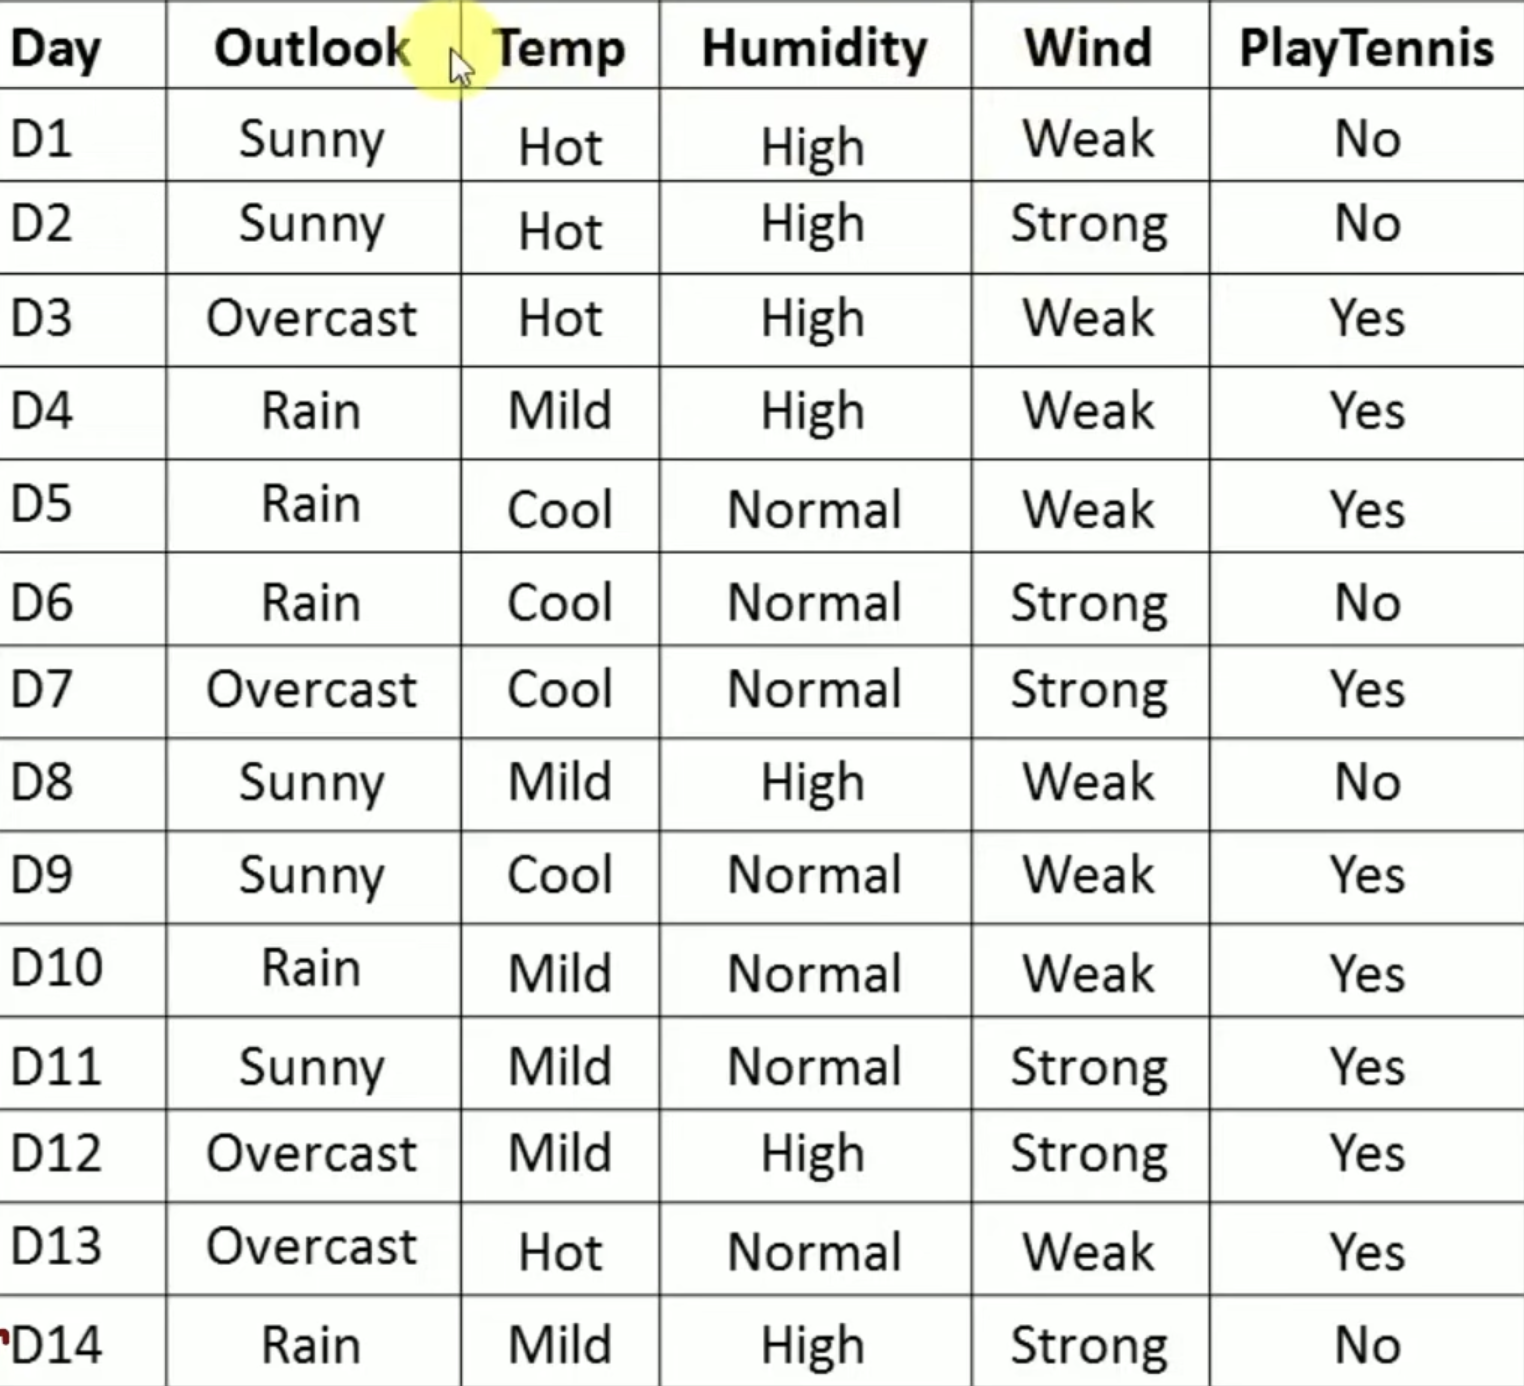 Day Outlook Temp Humidity Wind PlayTennis
D1 Sunny Hot High Weak No
D2 Sunny Hot High Strong No
D3 Overcast Hot High Weak Yes
D4 Rain Mild High Weak Yes
D5 Rain Cool Normal Weak Yes
D6 Rain Cool Normal Strong No
D7 Overcast Cool Normal Strong Yes
D8 Sunny Mild High Weak No
D9 Sunny Cool Normal Weak Yes
D10 Rain Mild Normal Weak Yes
D11 Sunny Mild Normal Strong Yes
D12 Overcast Mild High Strong Yes
D13 Overcast Hot Normal Weak Yes
D14 Rain Mild High Strong No